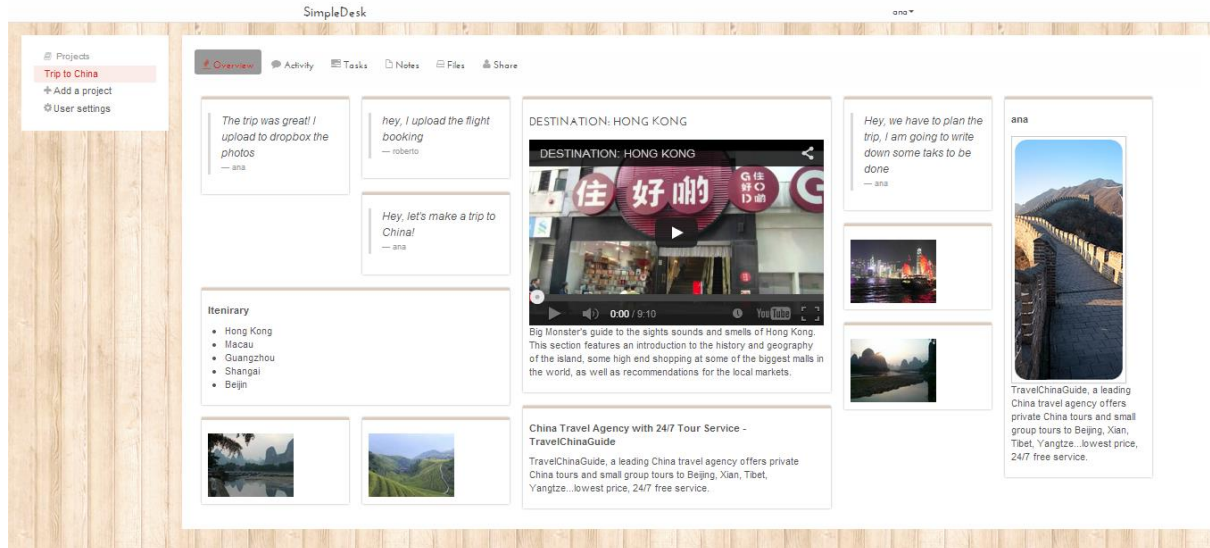 SimpleDesk
ana
Projects
Trip to China
Add a project
User settings
Overview
Activity
Tasks
Notes
Files
Share
The trip was great! I
upload to dropbox the
photos
— ana
hey, I upload the flight
booking
— roberto
Hey, let's make a trip to
China!
— ana
Itenirary
Hong Kong
Macau
Guangzhou
Shangai
Beijin
DESTINATION: HONG KONG
DESTINATION: HONG KONG
住 好 哟
G 住
好 O
D 哟
G
0:00 / 9:10
YouTube
Big Monster's guide to the sights sounds and smells of Hong Kong.
This section features an introduction to the history and geography
of the island, some high end shopping at some of the biggest malls in
the world, as well as recommendations for the local markets.
China Travel Agency with 24/7 Tour Service -
TravelChinaGuide
TravelChinaGuide, a leading China travel agency offers private
China tours and small group tours to Beijing, Xian, Tibet,
Yangtze...lowest price, 24/7 free service.
Hey, we have to plan the
trip, I am going to write
down some taks to be
done
— ana
ana
TravelChinaGuide, a leading
China travel agency offers
private China tours and small
group tours to Beijing, Xian,
Tibet, Yangtze...lowest price,
24/7 free service.